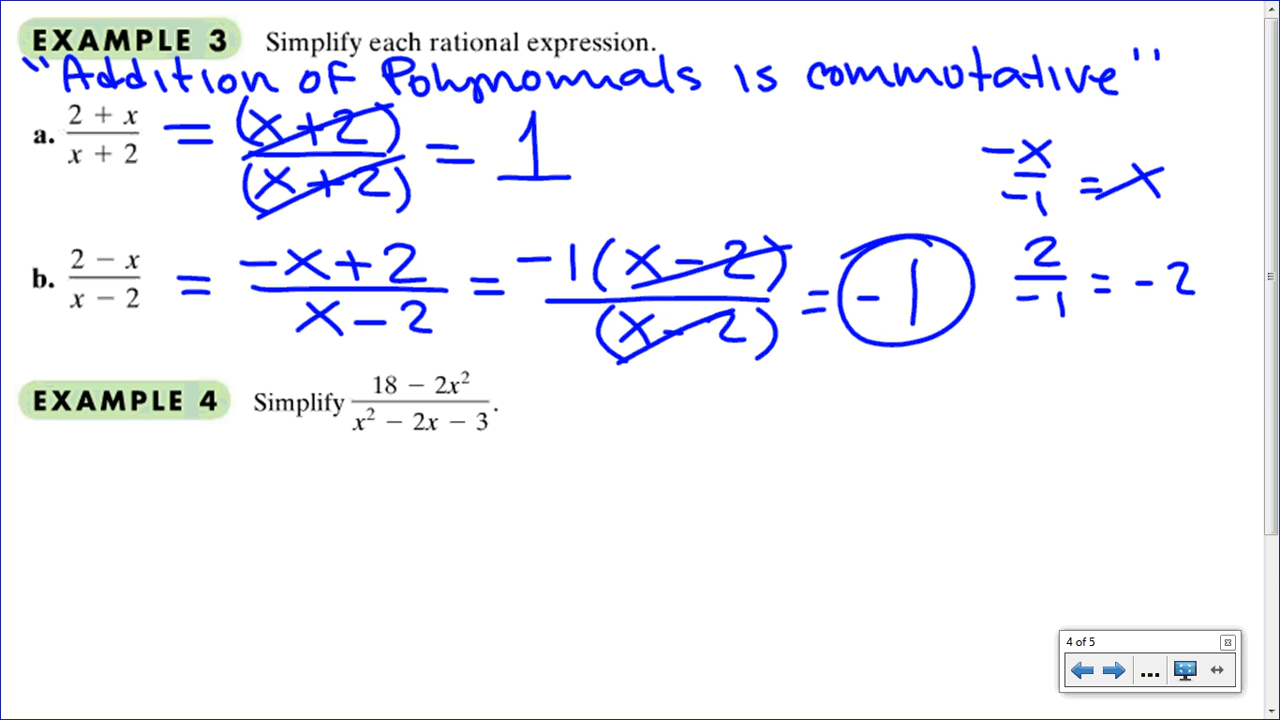 EXAMPLE 3 Simplify each rational expression.
"Addition of Polynomials is commutative"
a. (2 + x)/(x + 2) = (x+2)/(x+2) = 1
-x/-1 = x
b. (2 − x)/(x − 2) = (-x+2)/(x-2) = -1(x-2)/(x-2) = -1
2/-1 = -2
EXAMPLE 4 Simplify (18 − 2x²)/(x² − 2x − 3).
4 of 5
...